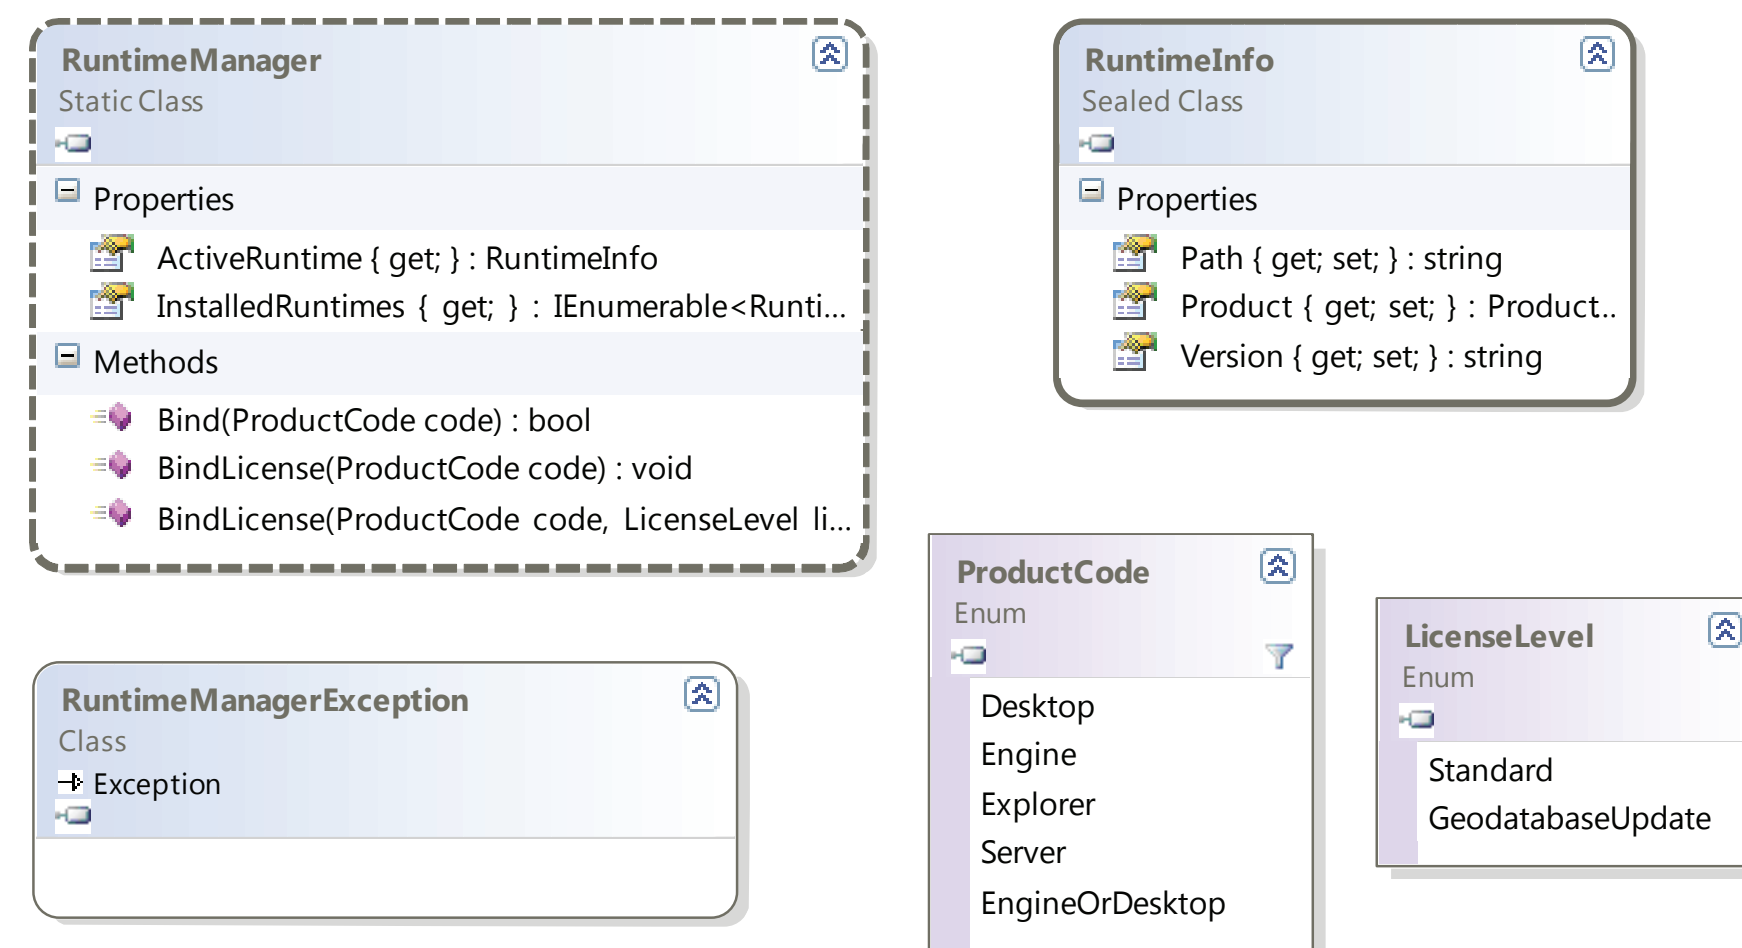 RuntimeManager
Static Class
Properties
ActiveRuntime { get; } : RuntimeInfo
InstalledRuntimes { get; } : IEnumerable<Runti...
Methods
Bind(ProductCode code) : bool
BindLicense(ProductCode code) : void
BindLicense(ProductCode code, LicenseLevel li...
RuntimeInfo
Sealed Class
Properties
Path { get; set; } : string
Product { get; set; } : Product..
Version { get; set; } : string
RuntimeManagerException
Class
Exception
ProductCode
Enum
Desktop
Engine
Explorer
Server
EngineOrDesktop
LicenseLevel
Enum
Standard
GeodatabaseUpdate